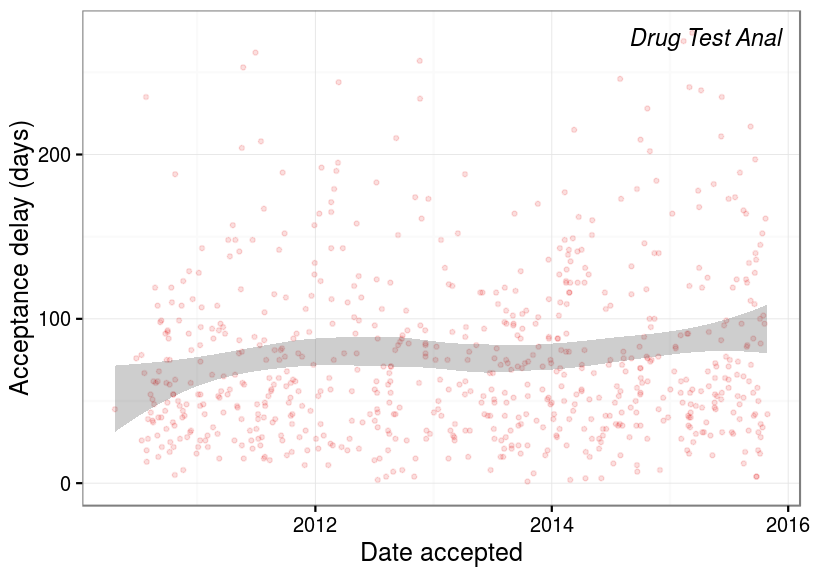 Drug Test Anal
Acceptance delay (days)
200
100
0
2012 2014 2016
Date accepted